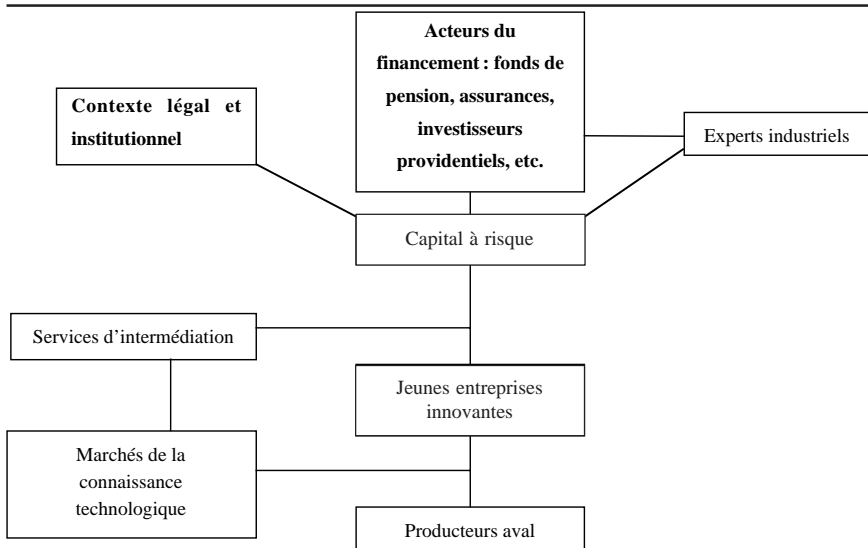 Acteurs du
financement : fonds de
pension, assurances,
investisseurs
providentiels, etc.
Contexte légal et
institutionnel
Experts industriels
Capital à risque
Services d’intermédiation
Jeunes entreprises
innovantes
Marchés de la
connaissance
technologique
Producteurs aval